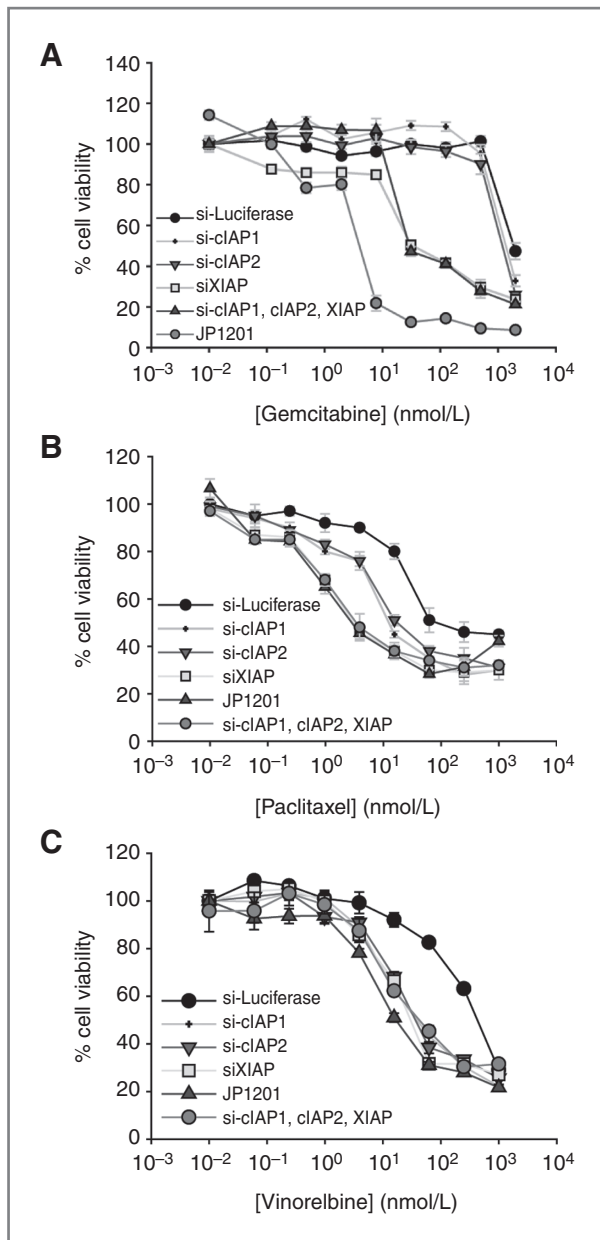 A
140
120
100
80
60
40
20
0
% cell viability
si-Luciferase
si-cIAP1
si-cIAP2
siXIAP
si-cIAP1, cIAP2, XIAP
JP1201
10–3 10–2 10–1 100 101 102 103 104
[Gemcitabine] (nmol/L)
B
120
100
80
60
40
20
0
% cell viability
si-Luciferase
si-cIAP1
si-cIAP2
siXIAP
JP1201
si-cIAP1, cIAP2, XIAP
10–3 10–2 10–1 100 101 102 103 104
[Paclitaxel] (nmol/L)
C
120
100
80
60
40
20
0
% cell viability
si-Luciferase
si-cIAP1
si-cIAP2
siXIAP
JP1201
si-cIAP1, cIAP2, XIAP
10–3 10–2 10–1 100 101 102 103 104
[Vinorelbine] (nmol/L)